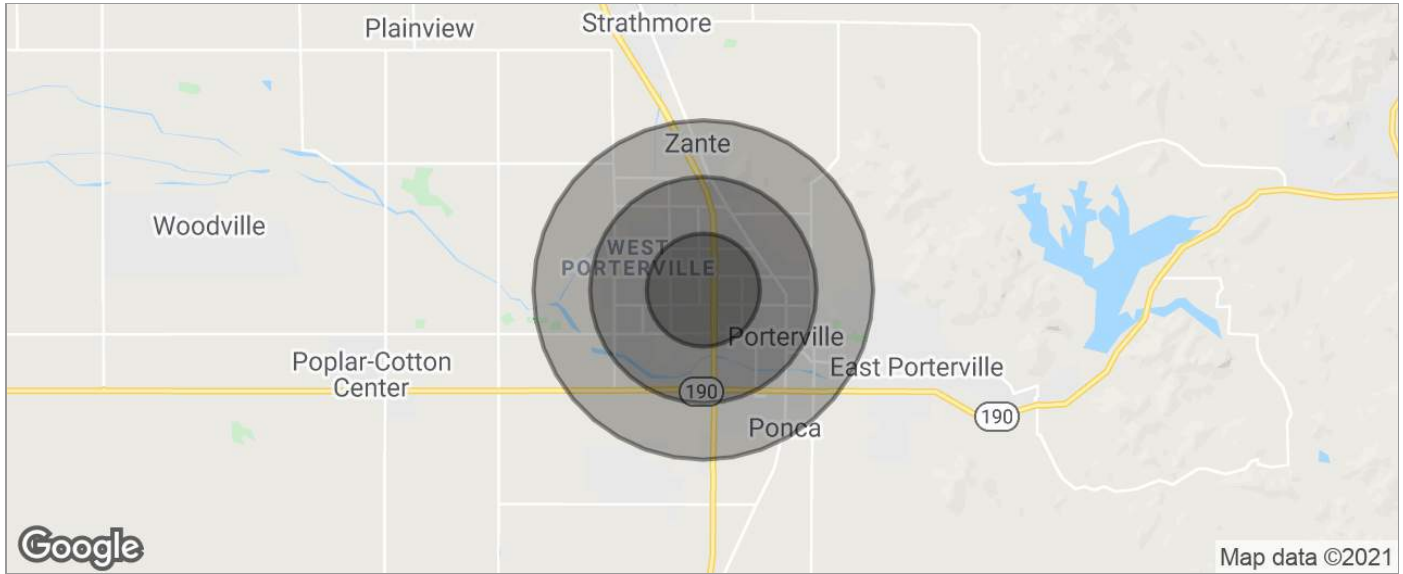 Plainview
Strathmore
Zante
Woodville
WEST
PORTERVILLE
Porterville
Poplar-Cotton
Center
East Porterville
190
190
Ponca
Google
Map data ©2021